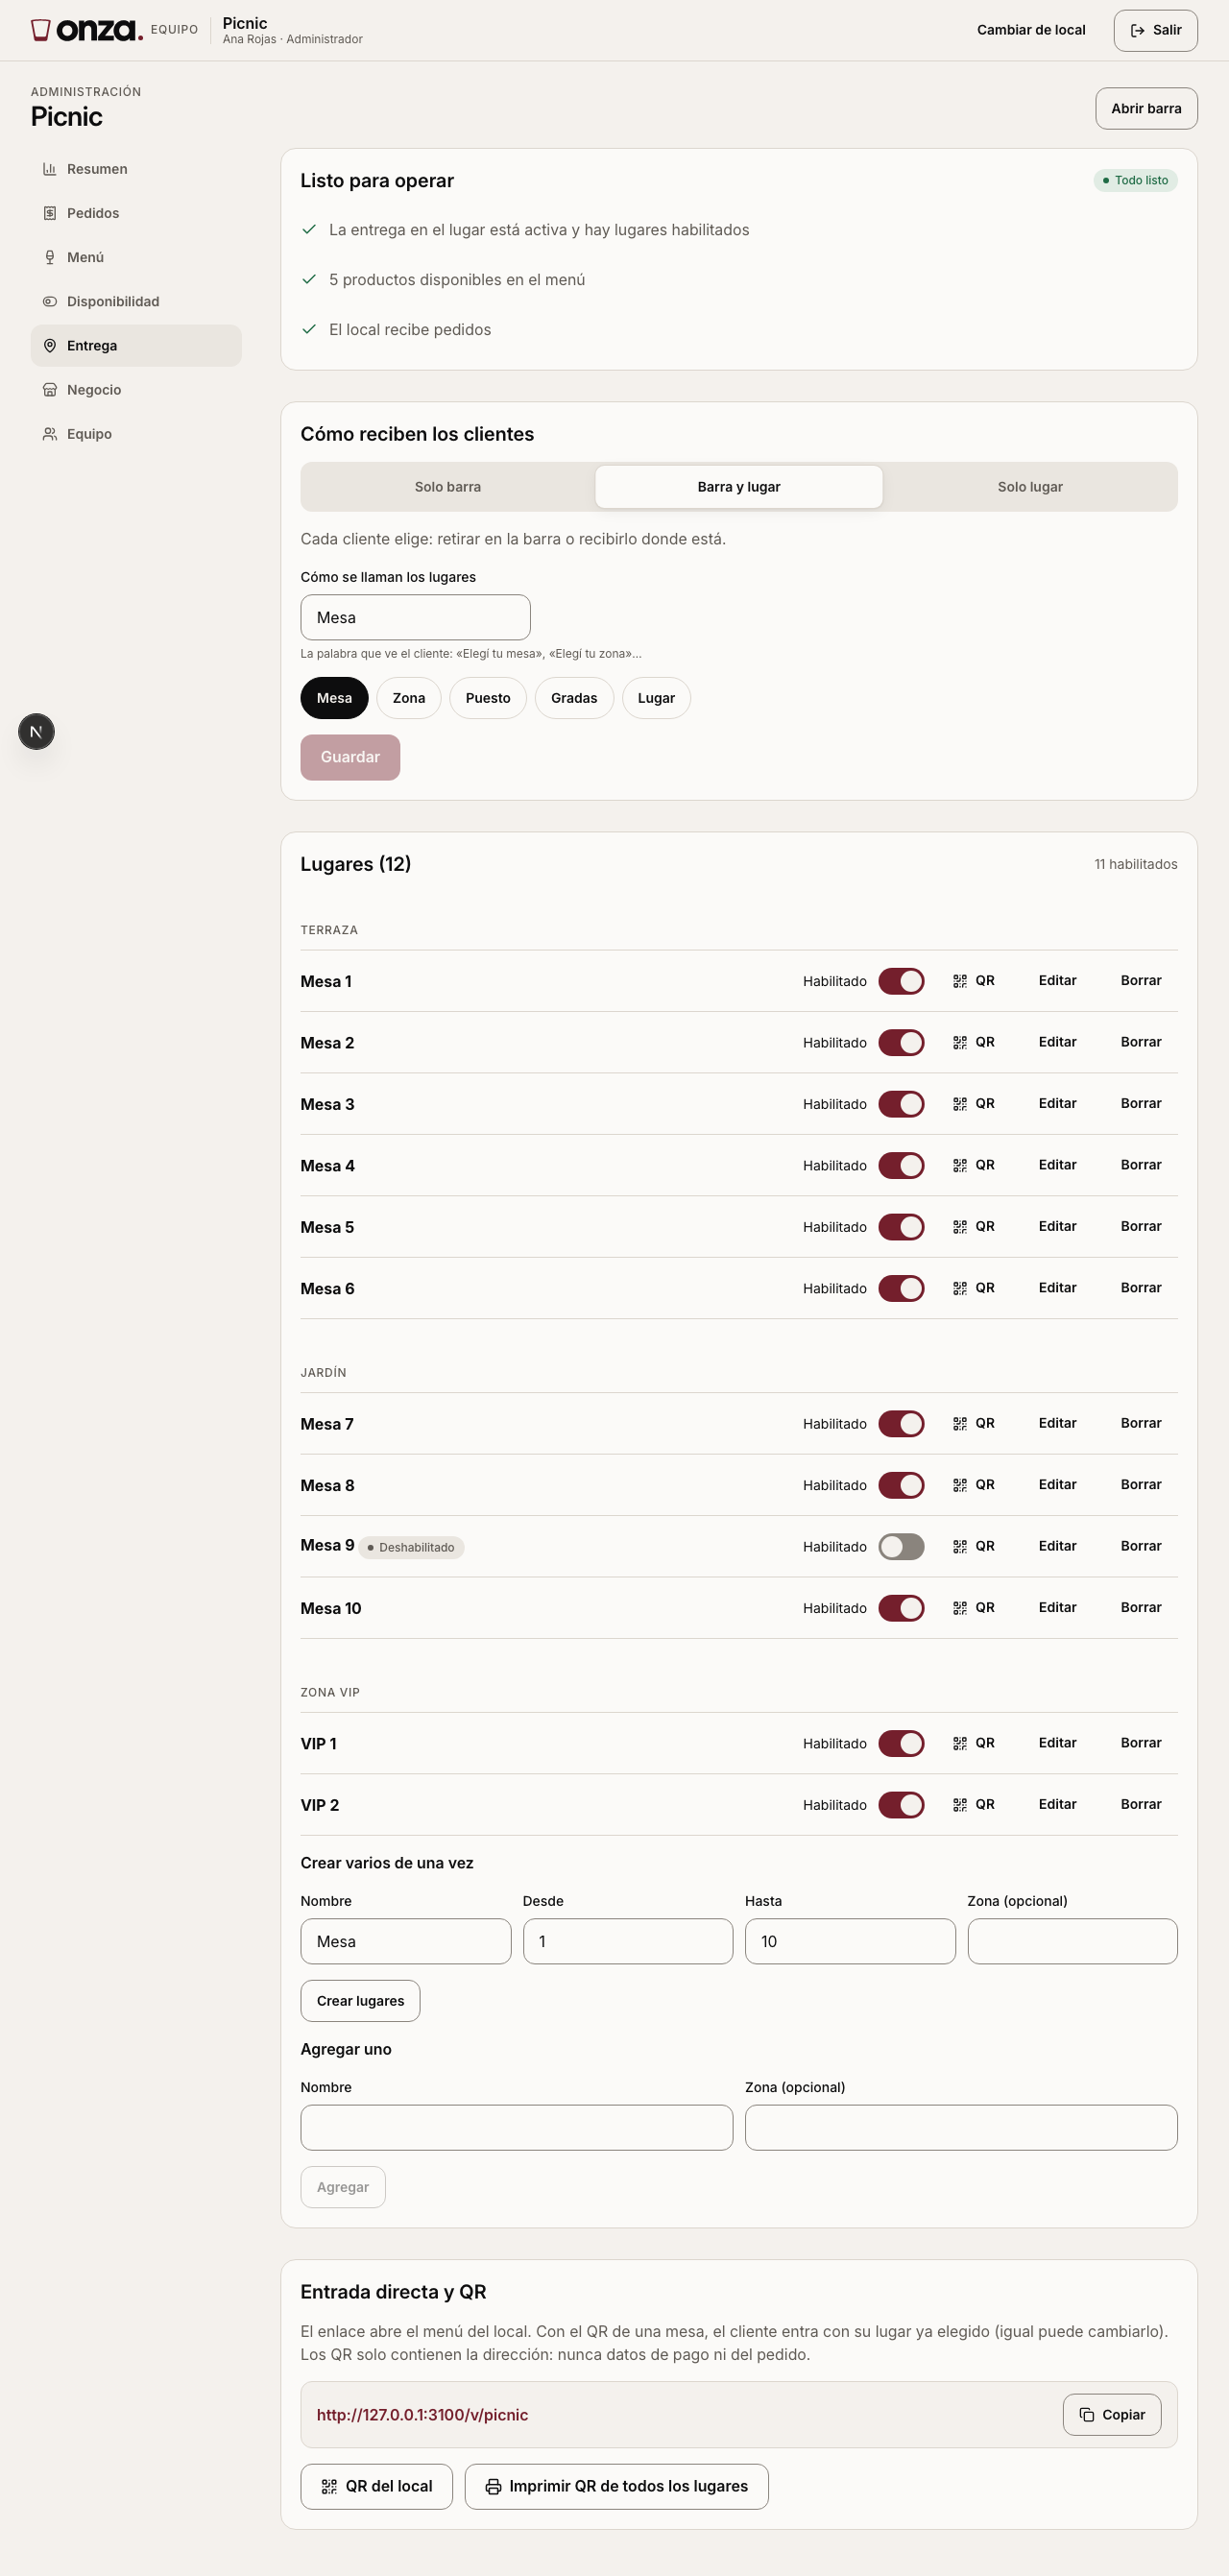 onza. EQUIPO
Picnic
Ana Rojas · Administrador
Cambiar de local
Salir
ADMINISTRACIÓN
Picnic
Abrir barra
Resumen
Pedidos
Menú
Disponibilidad
Entrega
Negocio
Equipo
Listo para operar
Todo listo
La entrega en el lugar está activa y hay lugares habilitados
5 productos disponibles en el menú
El local recibe pedidos
Cómo reciben los clientes
Solo barra
Barra y lugar
Solo lugar
Cada cliente elige: retirar en la barra o recibirlo donde está.
Cómo se llaman los lugares
Mesa
La palabra que ve el cliente: «Elegí tu mesa», «Elegí tu zona»…
Mesa
Zona
Puesto
Gradas
Lugar
Guardar
N
Lugares (12)
11 habilitados
TERRAZA
Mesa 1 Habilitado QR Editar Borrar
Mesa 2 Habilitado QR Editar Borrar
Mesa 3 Habilitado QR Editar Borrar
Mesa 4 Habilitado QR Editar Borrar
Mesa 5 Habilitado QR Editar Borrar
Mesa 6 Habilitado QR Editar Borrar
JARDÍN
Mesa 7 Habilitado QR Editar Borrar
Mesa 8 Habilitado QR Editar Borrar
Mesa 9 Deshabilitado Habilitado QR Editar Borrar
Mesa 10 Habilitado QR Editar Borrar
ZONA VIP
VIP 1 Habilitado QR Editar Borrar
VIP 2 Habilitado QR Editar Borrar
Crear varios de una vez
Nombre Desde Hasta Zona (opcional)
Mesa 1 10
Crear lugares
Agregar uno
Nombre Zona (opcional)
Agregar
Entrada directa y QR
El enlace abre el menú del local. Con el QR de una mesa, el cliente entra con su lugar ya elegido (igual puede cambiarlo).
Los QR solo contienen la dirección: nunca datos de pago ni del pedido.
http://127.0.0.1:3100/v/picnic
Copiar
QR del local
Imprimir QR de todos los lugares